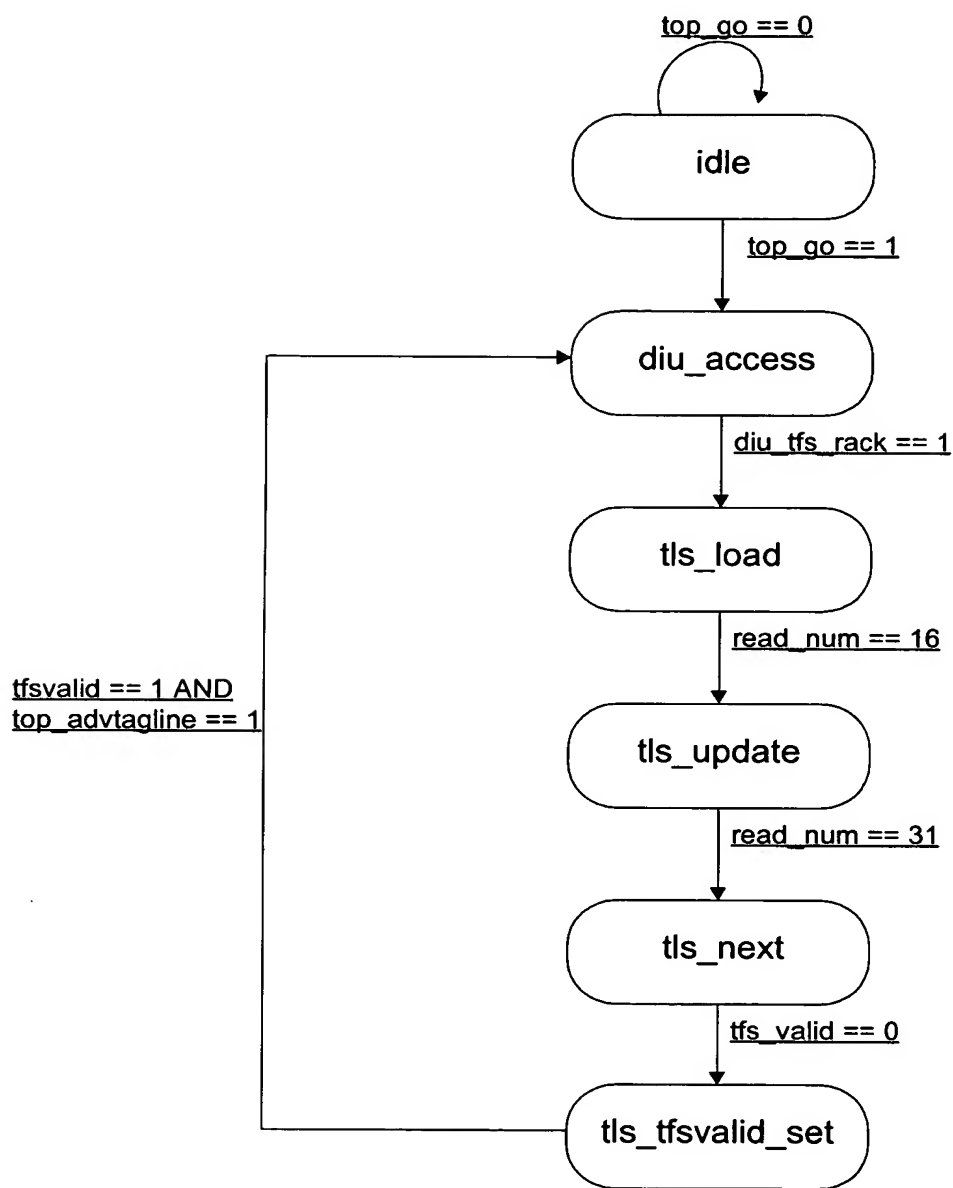 top_go == 0
idle
top_go == 1
diu_access
diu_tfs_rack == 1
tls_load
read_num == 16
tfsvalid == 1 AND
top_advtagline == 1
tls_update
read_num == 31
tls_next
tfs_valid == 0
tls_tfsvalid_set